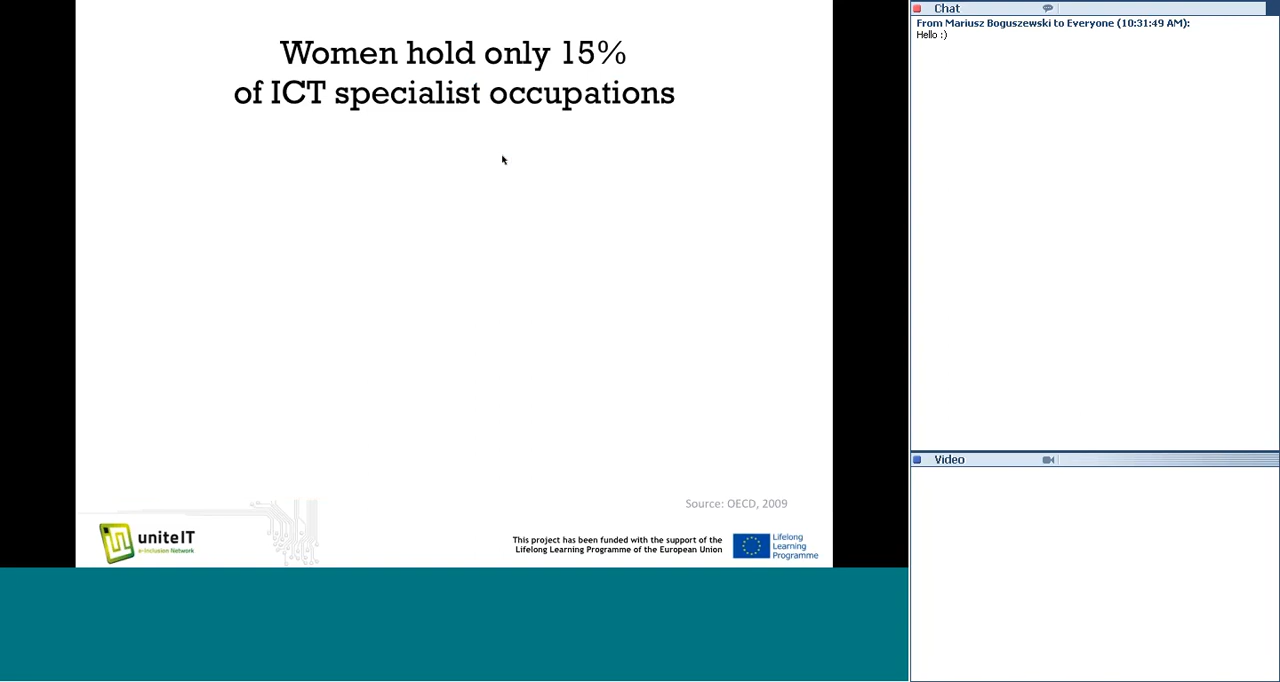 Women hold only 15%
of ICT specialist occupations
Source: OECD, 2009
uniteIT
e-Inclusion Network
This project has been funded with the support of the
Lifelong Learning Programme of the European Union
Lifelong
Learning
Programme
Chat
From Mariusz Boguszewski to Everyone (10:31:49 AM):
Hello :)
Video